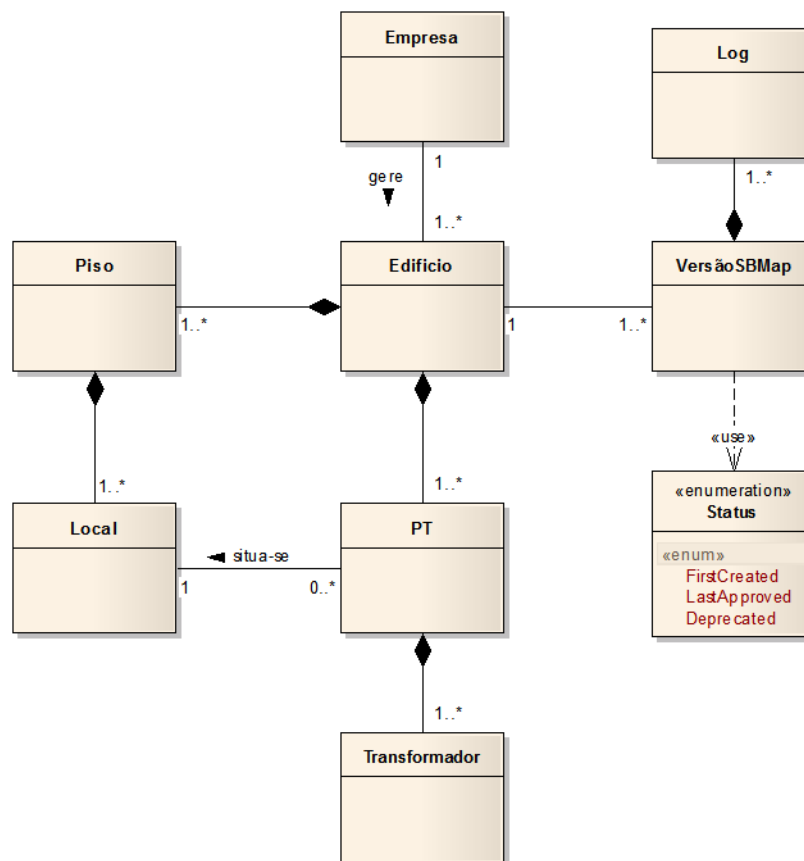 Empresa
Log
1
1..*
gere
1..*
Piso
Edificio
VersãoSBMap
1..*
1
1..*
«use»
1..*
1..*
«enumeration»
Status
Local
PT
situa-se
«enum»
FirstCreated
LastApproved
Deprecated
1
0..*
1..*
Transformador